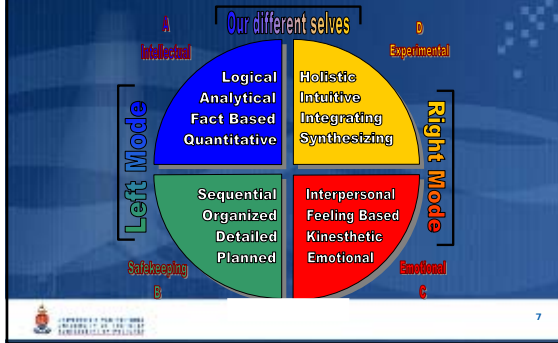 Our different selves
A
Intellectual
D
Experimental
Logical
Analytical
Fact Based
Quantitative
Holistic
Intuitive
Integrating
Synthesizing
Left Mode
Right Mode
Sequential
Organized
Detailed
Planned
Interpersonal
Feeling Based
Kinesthetic
Emotional
Safekeeping
B
Emotional
C
7